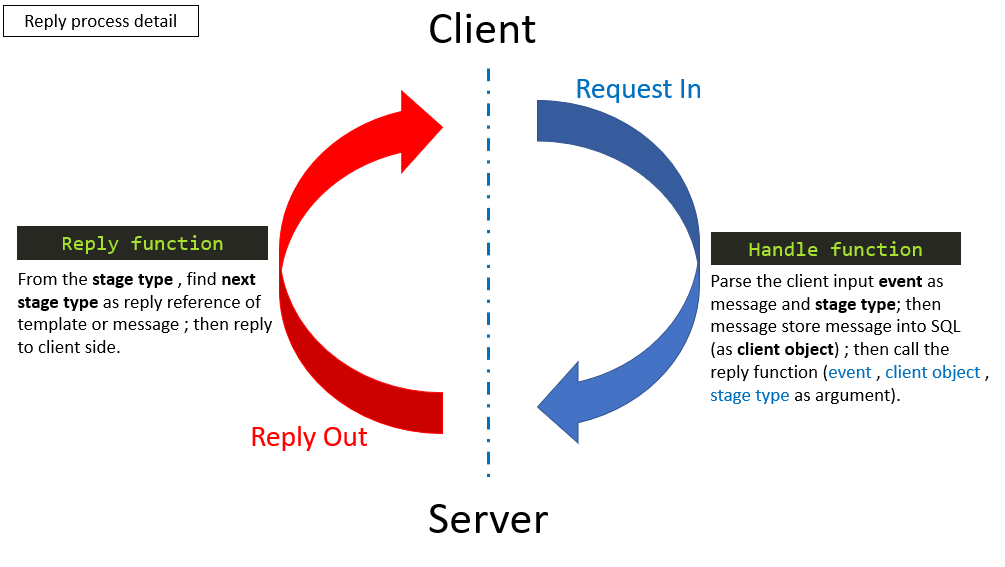 Reply process detail
Client
Request In
Reply function
From the stage type , find next
stage type as reply reference of
template or message ; then reply
to client side.
Handle function
Parse the client input event as
message and stage type; then
message store message into SQL
(as client object) ; then call the
reply function (event , client object ,
stage type as argument).
Reply Out
Server